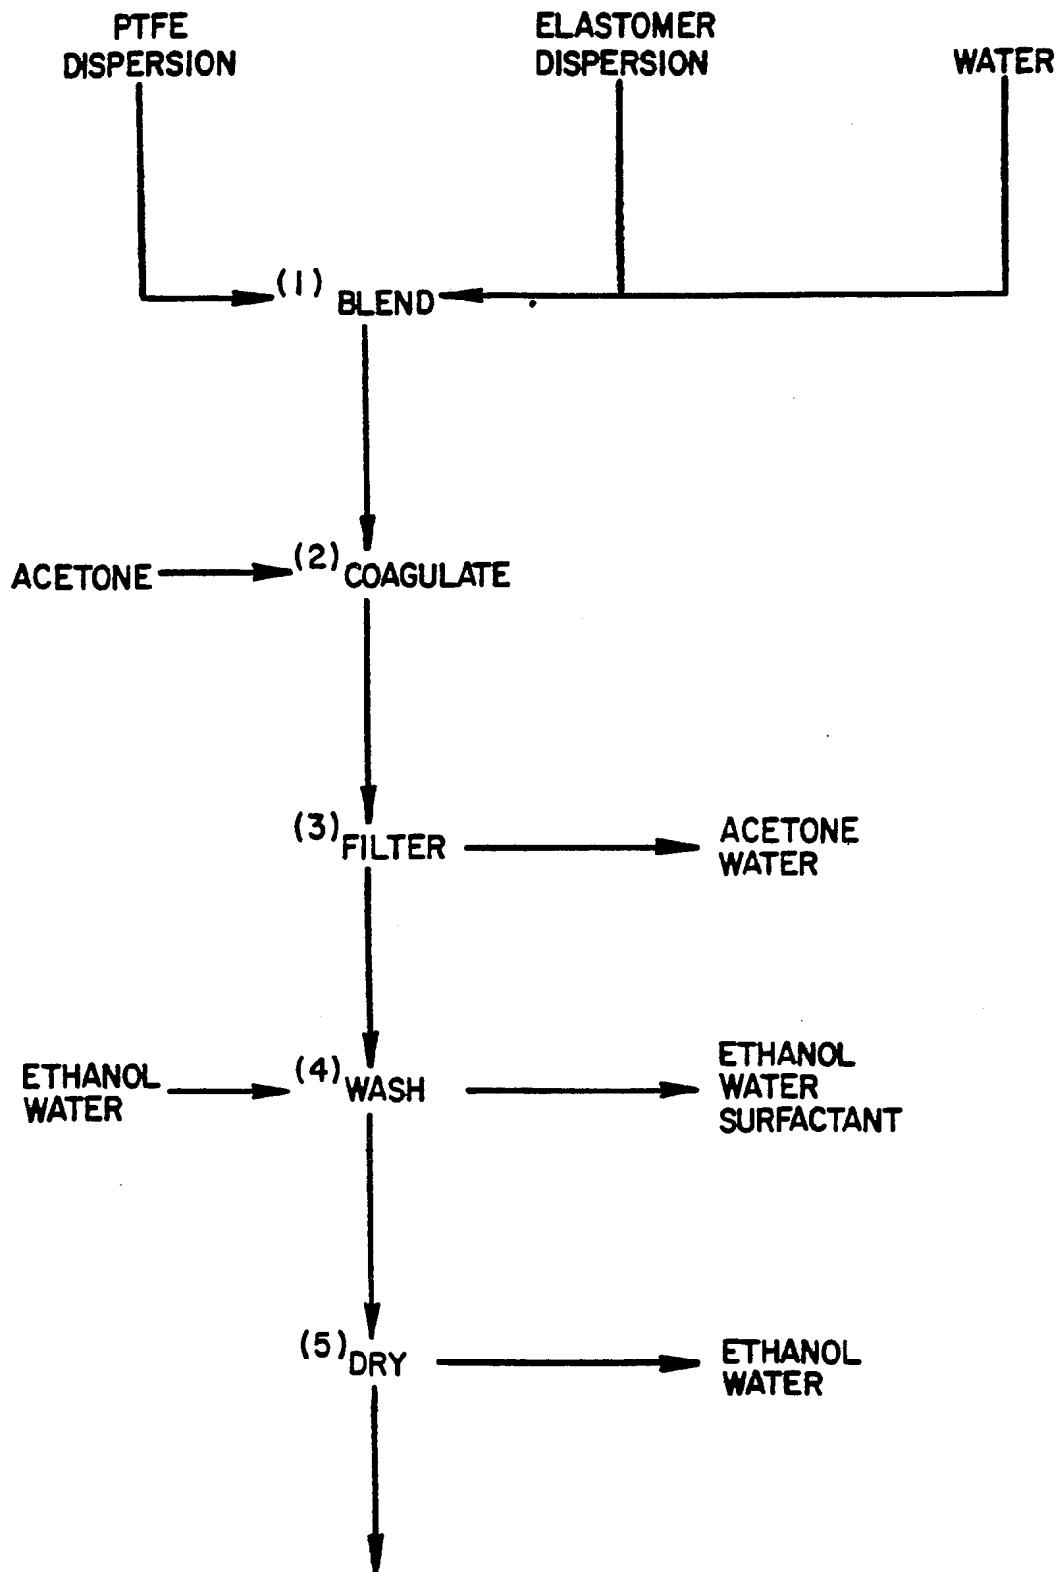 PTFE
DISPERSION
ELASTOMER
DISPERSION
WATER
(1) BLEND
ACETONE
(2) COAGULATE
(3) FILTER
ACETONE
WATER
ETHANOL
WATER
(4) WASH
ETHANOL
WATER
SURFACTANT
(5) DRY
ETHANOL
WATER